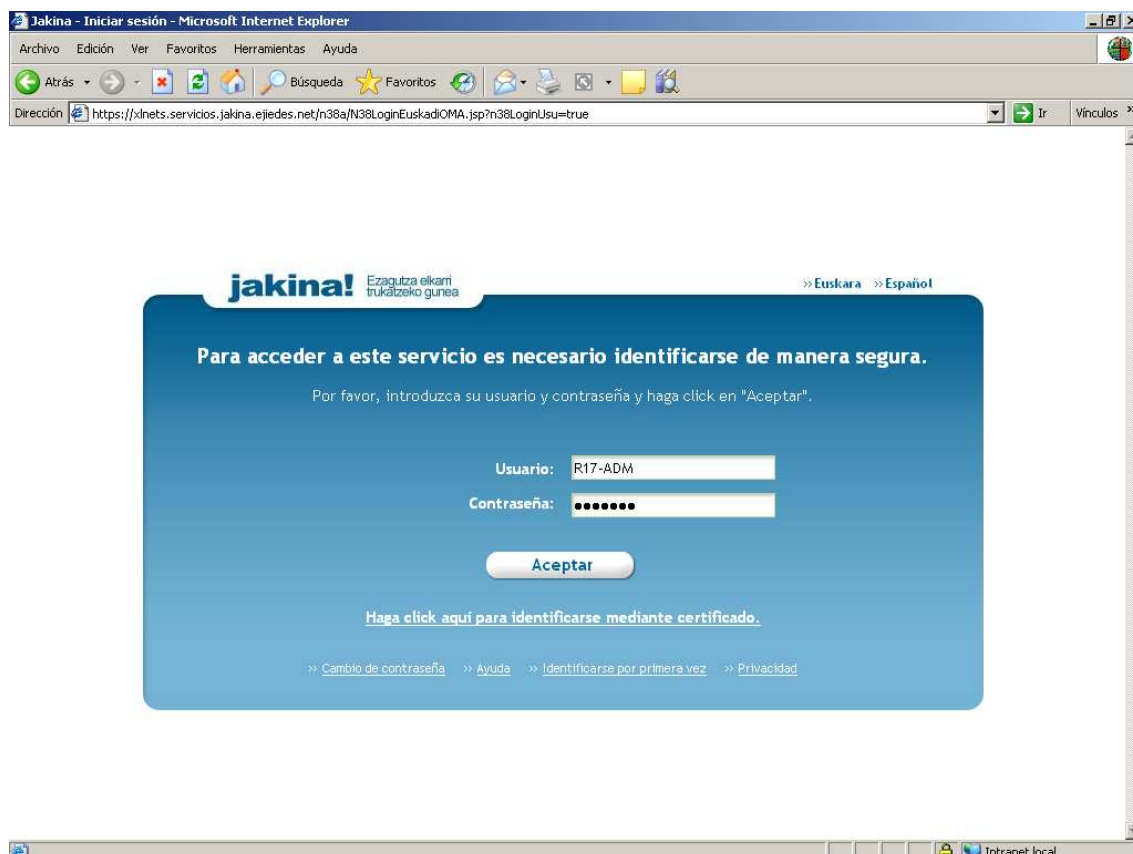 Jakina - Iniciar sesión - Microsoft Internet Explorer
Archivo Edición Ver Favoritos Herramientas Ayuda
Atrás Búsqueda Favoritos
Dirección https://xlnets.servicios.jakina.ejiedes.net/n38a/N38LoginEuskadiOMA.jsp?n38LoginUsu=true Ir Vínculos »
jakina! Ezagutza elkarri
trukatzeko gunea
»Euskara »Español
Para acceder a este servicio es necesario identificarse de manera segura.
Por favor, introduzca su usuario y contraseña y haga click en "Aceptar".
Usuario: R17-ADM
Contraseña: •••••••
Aceptar
Haga click aquí para identificarse mediante certificado.
» Cambio de contraseña » Ayuda » Identificarse por primera vez » Privacidad
Intranet local